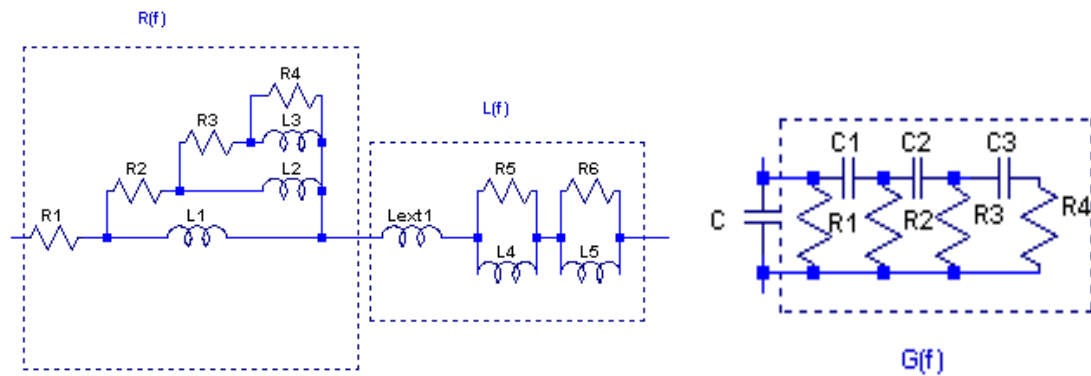 R(f)
R4
L(f)
R3
L3
C1
C2
C3
R2
L2
R5
R6
R1
L1
Lext1
C
R1
R2
R3
R4
L4
L5
G(f)